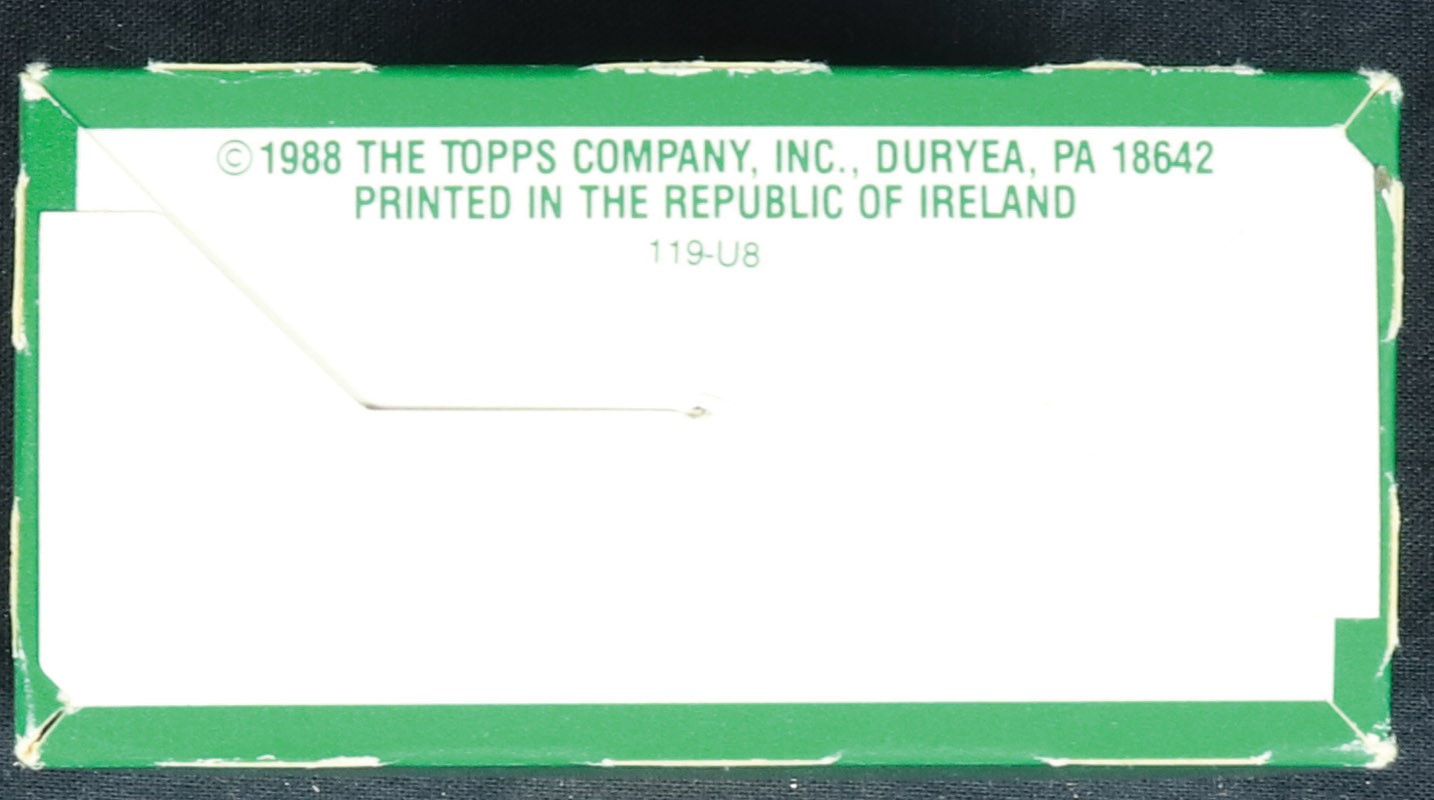 ©1988 THE TOPPS COMPANY, INC., DURYEA, PA 18642
PRINTED IN THE REPUBLIC OF IRELAND
119-U8